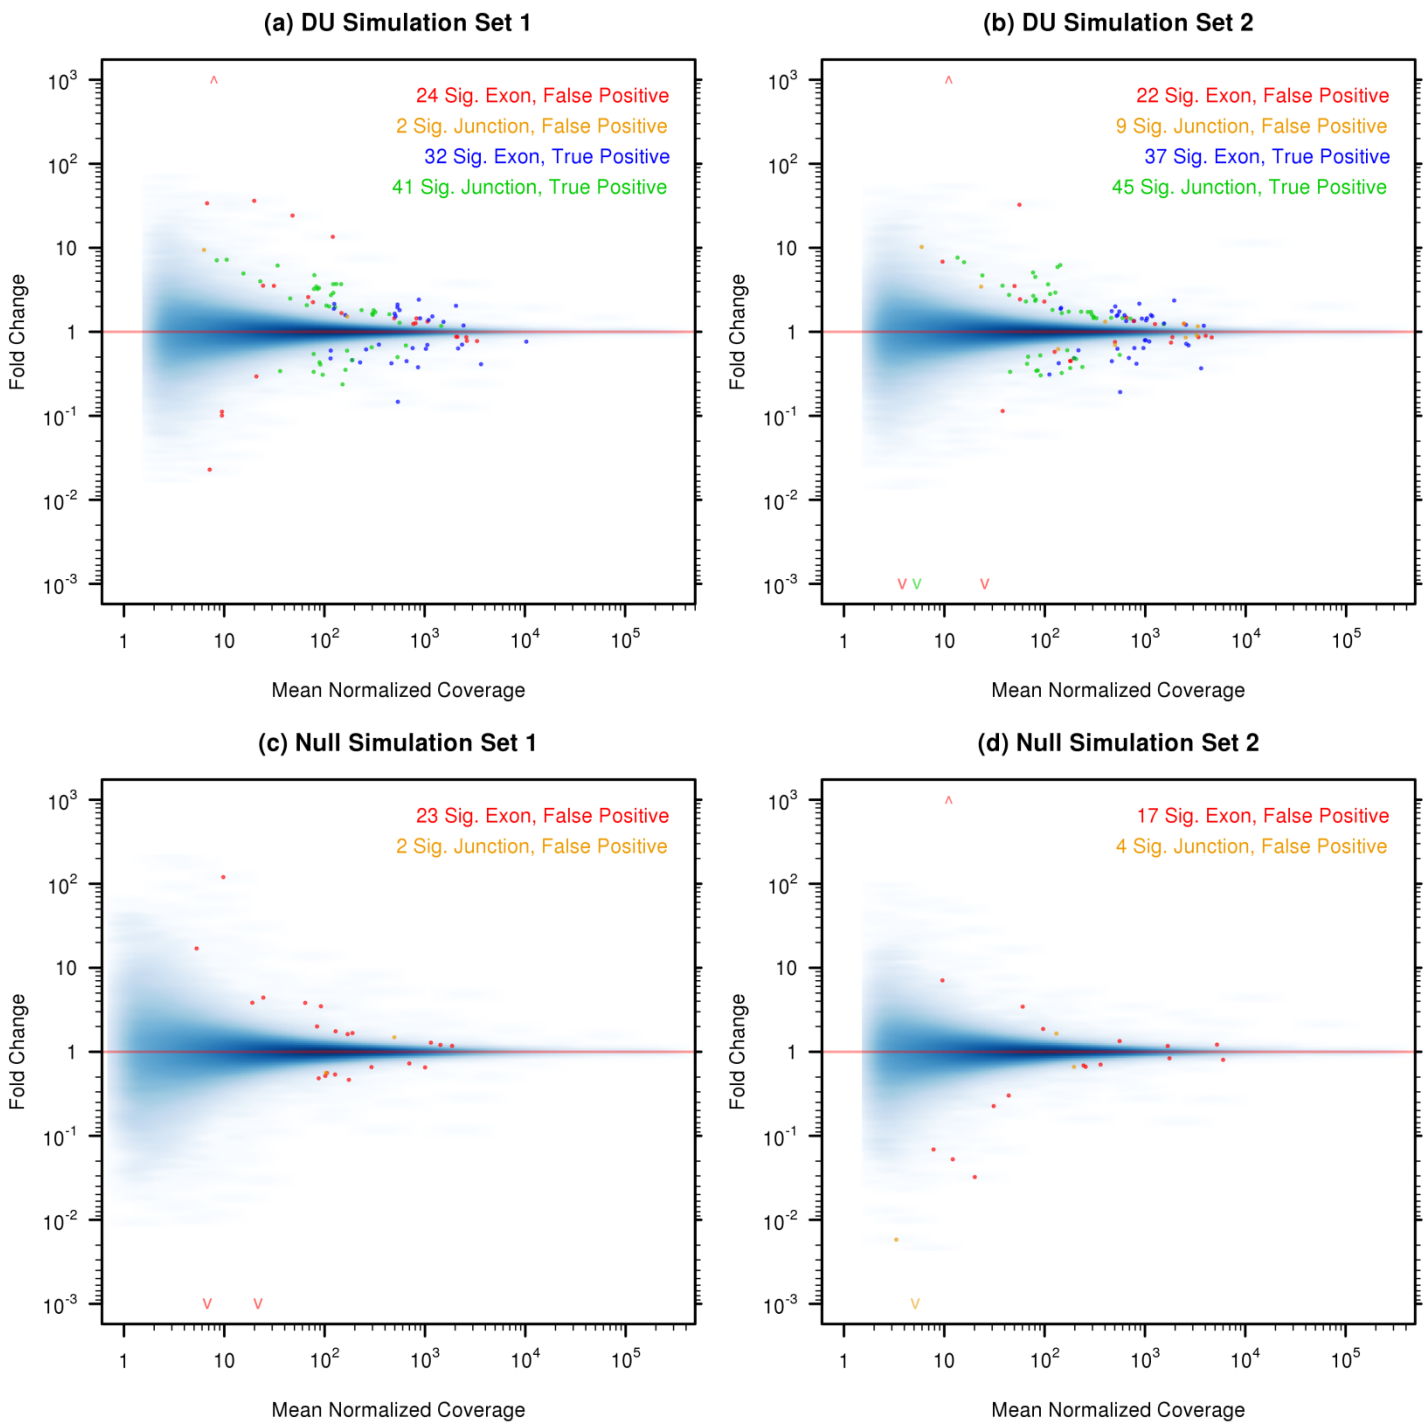 (a) DU Simulation Set 1
10³
10²
10
1
10⁻¹
10⁻²
10⁻³
Fold Change
^
24 Sig. Exon, False Positive
2 Sig. Junction, False Positive
32 Sig. Exon, True Positive
41 Sig. Junction, True Positive
1 10 10² 10³ 10⁴ 10⁵
Mean Normalized Coverage
(b) DU Simulation Set 2
10³
10²
10
1
10⁻¹
10⁻²
10⁻³
Fold Change
^
22 Sig. Exon, False Positive
9 Sig. Junction, False Positive
37 Sig. Exon, True Positive
45 Sig. Junction, True Positive
v v v
1 10 10² 10³ 10⁴ 10⁵
Mean Normalized Coverage
(c) Null Simulation Set 1
10³
10²
10
1
10⁻¹
10⁻²
10⁻³
Fold Change
23 Sig. Exon, False Positive
2 Sig. Junction, False Positive
v v
1 10 10² 10³ 10⁴ 10⁵
Mean Normalized Coverage
(d) Null Simulation Set 2
10³
10²
10
1
10⁻¹
10⁻²
10⁻³
Fold Change
^
17 Sig. Exon, False Positive
4 Sig. Junction, False Positive
v
1 10 10² 10³ 10⁴ 10⁵
Mean Normalized Coverage